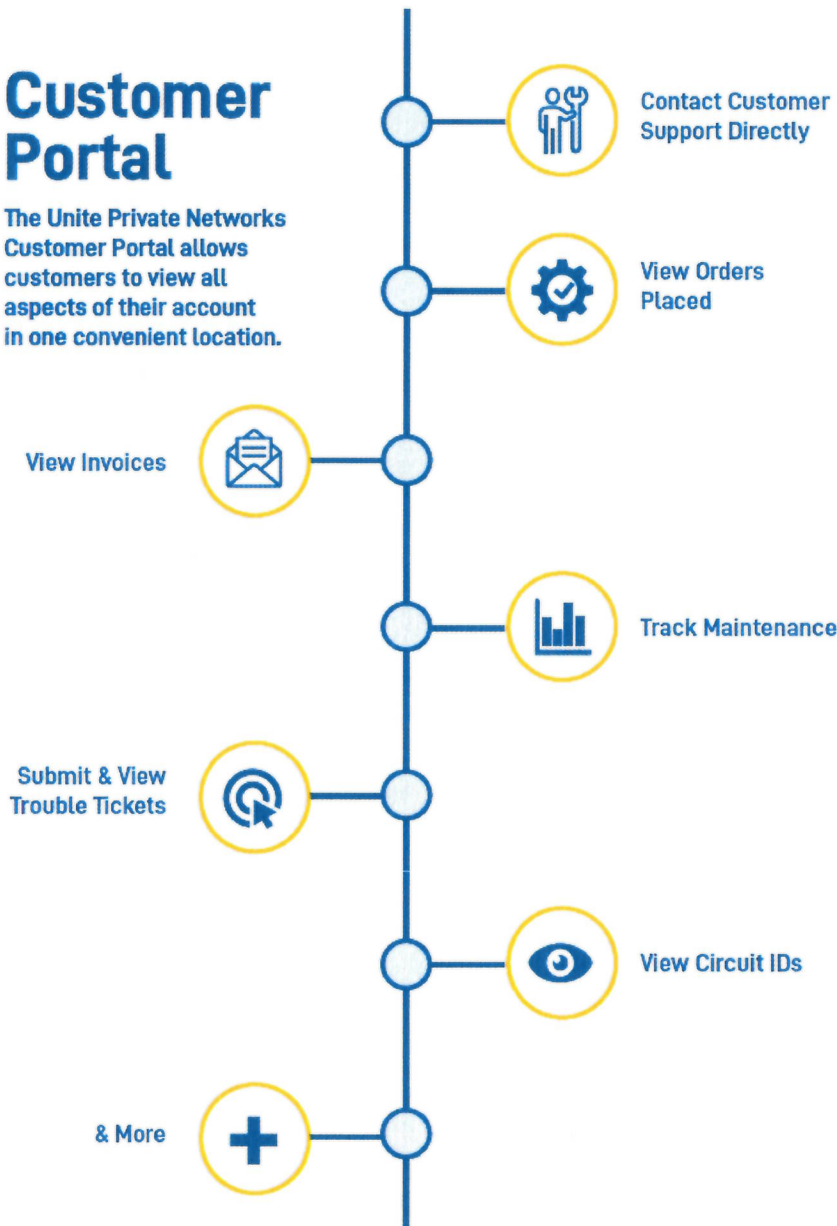 Customer
Portal
The Unite Private Networks
Customer Portal allows
customers to view all
aspects of their account
in one convenient location.
Contact Customer
Support Directly
View Orders
Placed
View Invoices
Track Maintenance
Submit & View
Trouble Tickets
View Circuit IDs
& More